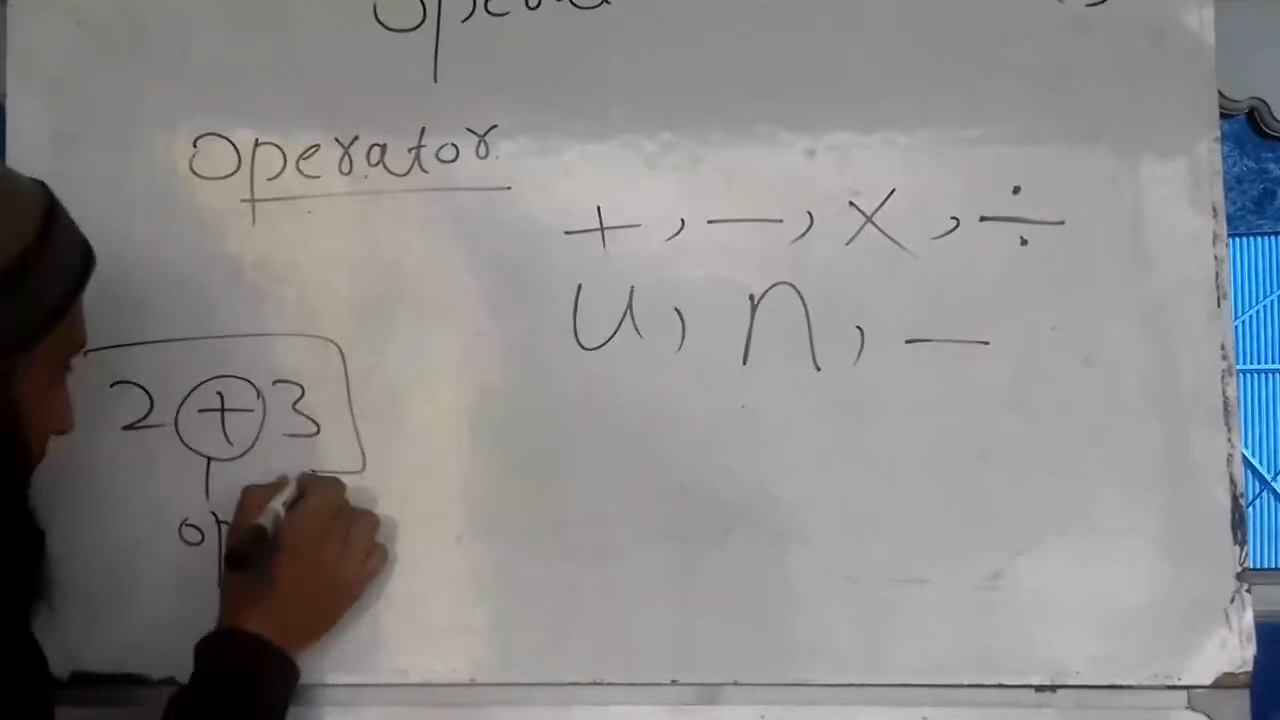 Operator
+, −, ×, ÷
U, ∩, −
2 + 3
op